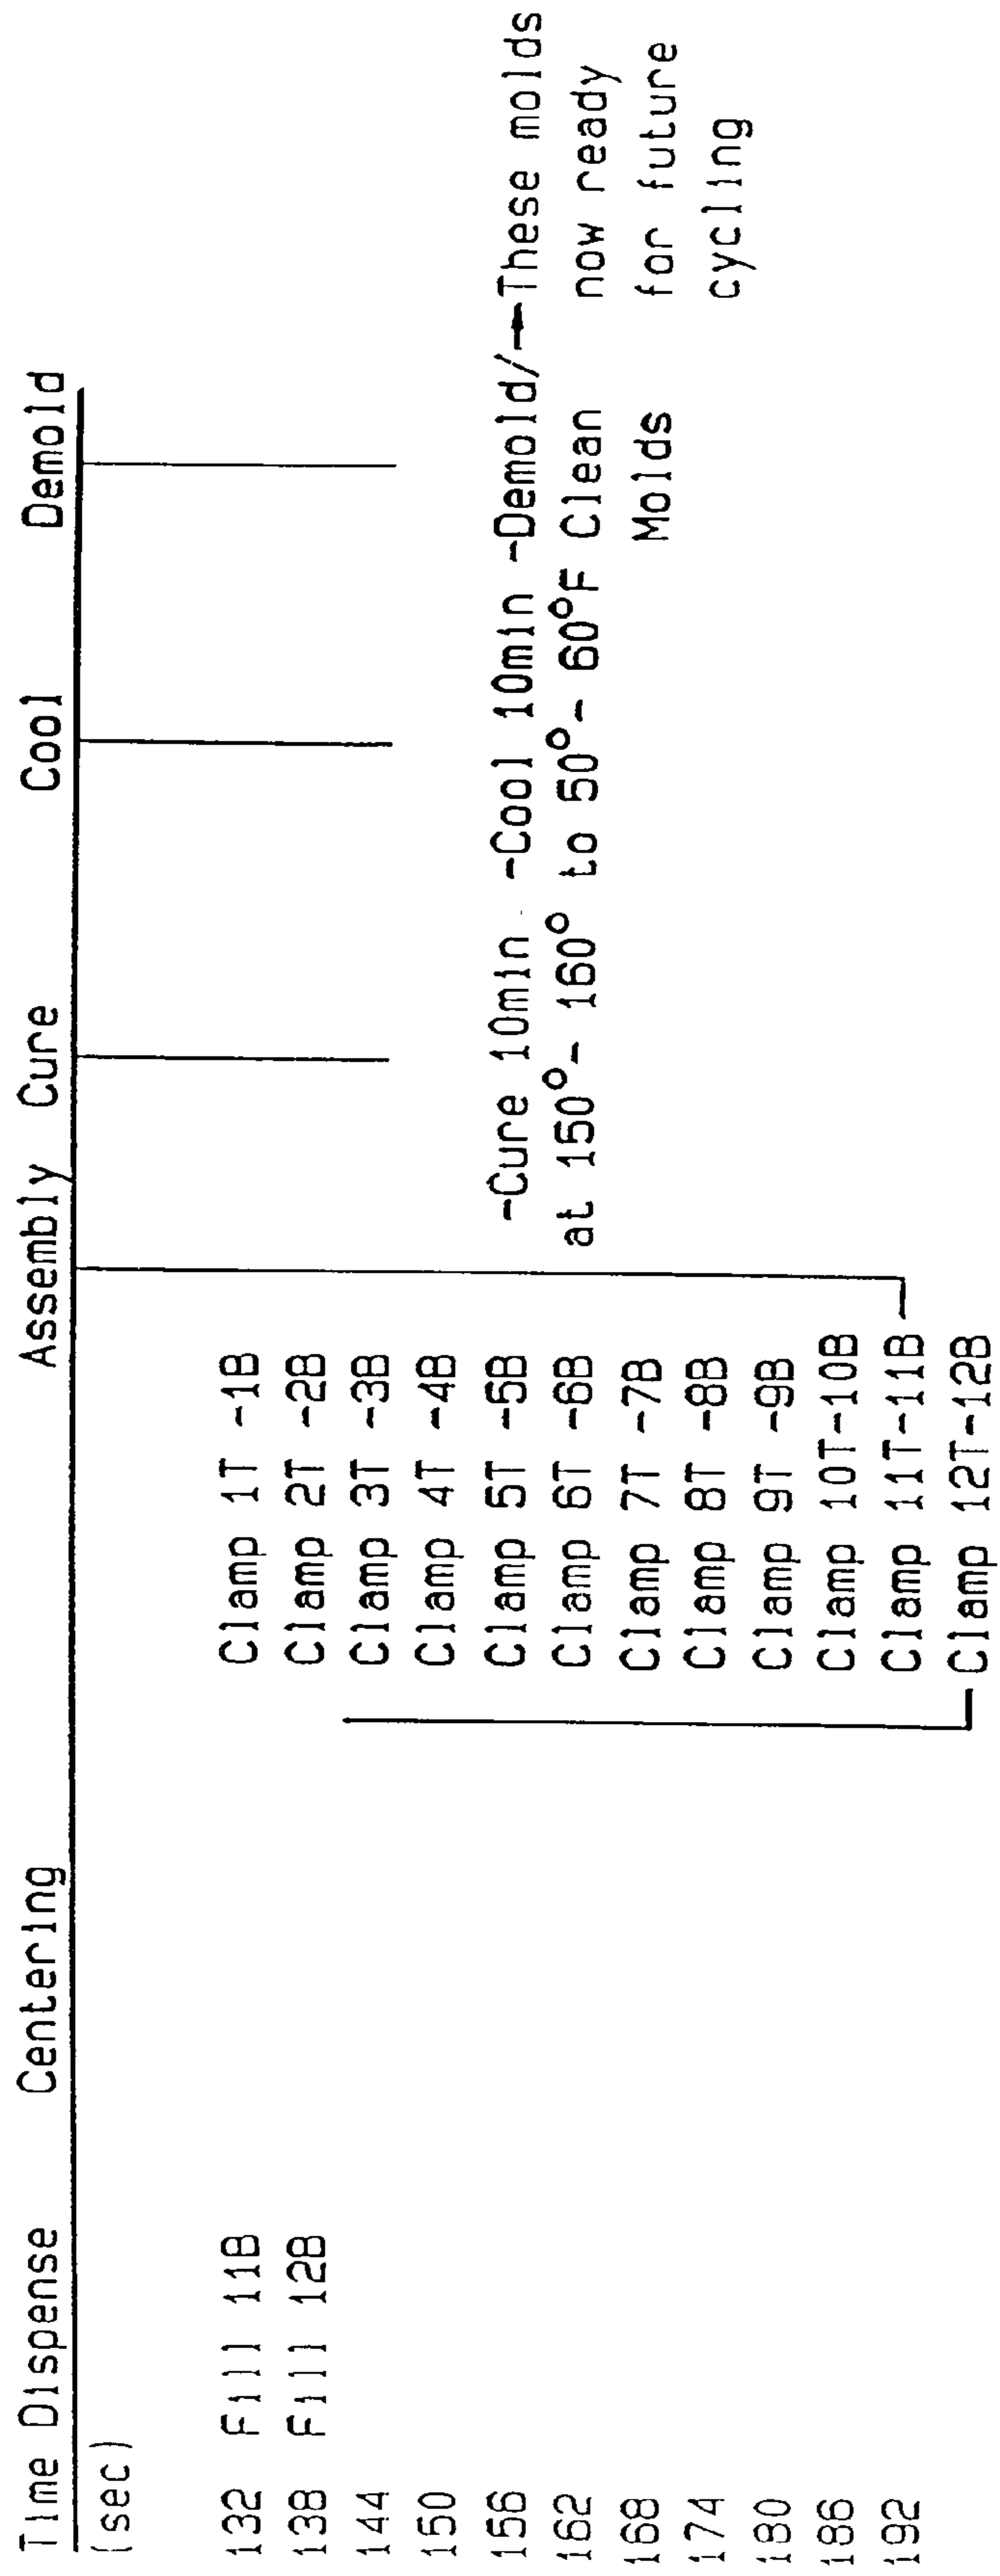 Time Dispense Centering Assembly Cure Cool Demold
(sec)
132 Fill 11B Clamp 1T -1B
138 Fill 12B Clamp 2T -2B
144 Clamp 3T -3B
150 Clamp 4T -4B
156 Clamp 5T -5B -Cure 10min -Cool 10min -Demold/→These molds
162 Clamp 6T -6B at 150°- 160° to 50°- 60°F Clean now ready
168 Clamp 7T -7B Molds for future
174 Clamp 8T -8B cycling
180 Clamp 9T -9B
186 Clamp 10T-10B
192 Clamp 11T-11B
Clamp 12T-12B